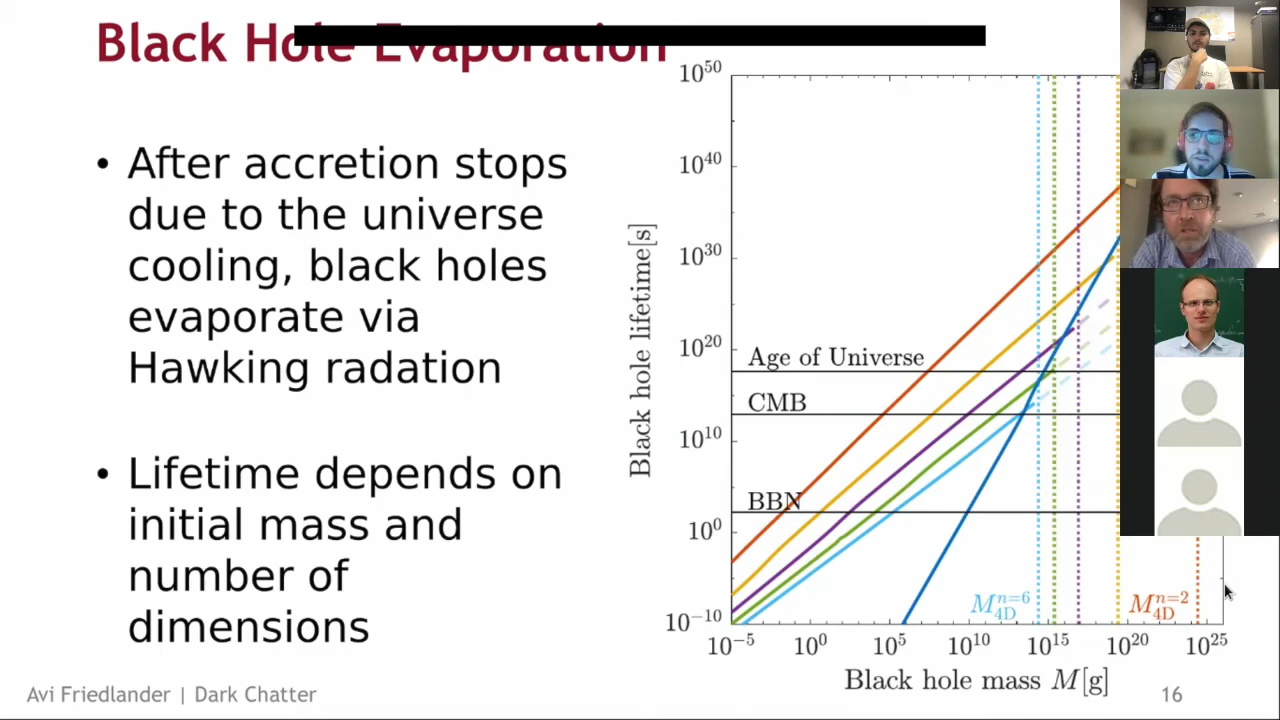 Black Hole Evaporation
• After accretion stops
due to the universe
cooling, black holes
evaporate via
Hawking radation
• Lifetime depends on
initial mass and
number of
dimensions
10^50
10^40
10^30
10^20
10^10
10^0
10^−10
Black hole lifetime[s]
Age of Universe
CMB
BBN
M_4D^n=6
M_4D^n=2
10^−5 10^0 10^5 10^10 10^15 10^20 10^25
Black hole mass M[g]
Avi Friedlander | Dark Chatter
16